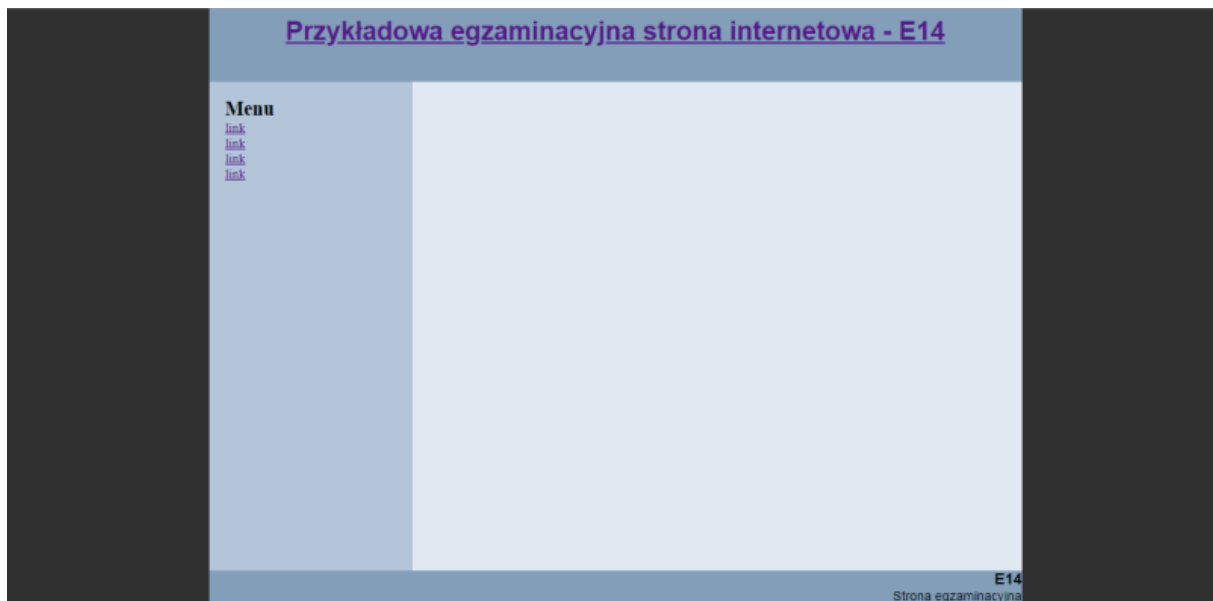 Przykładowa egzaminacyjna strona internetowa - E14
Menu
link
link
link
link
E14
Strona egzaminacyjna